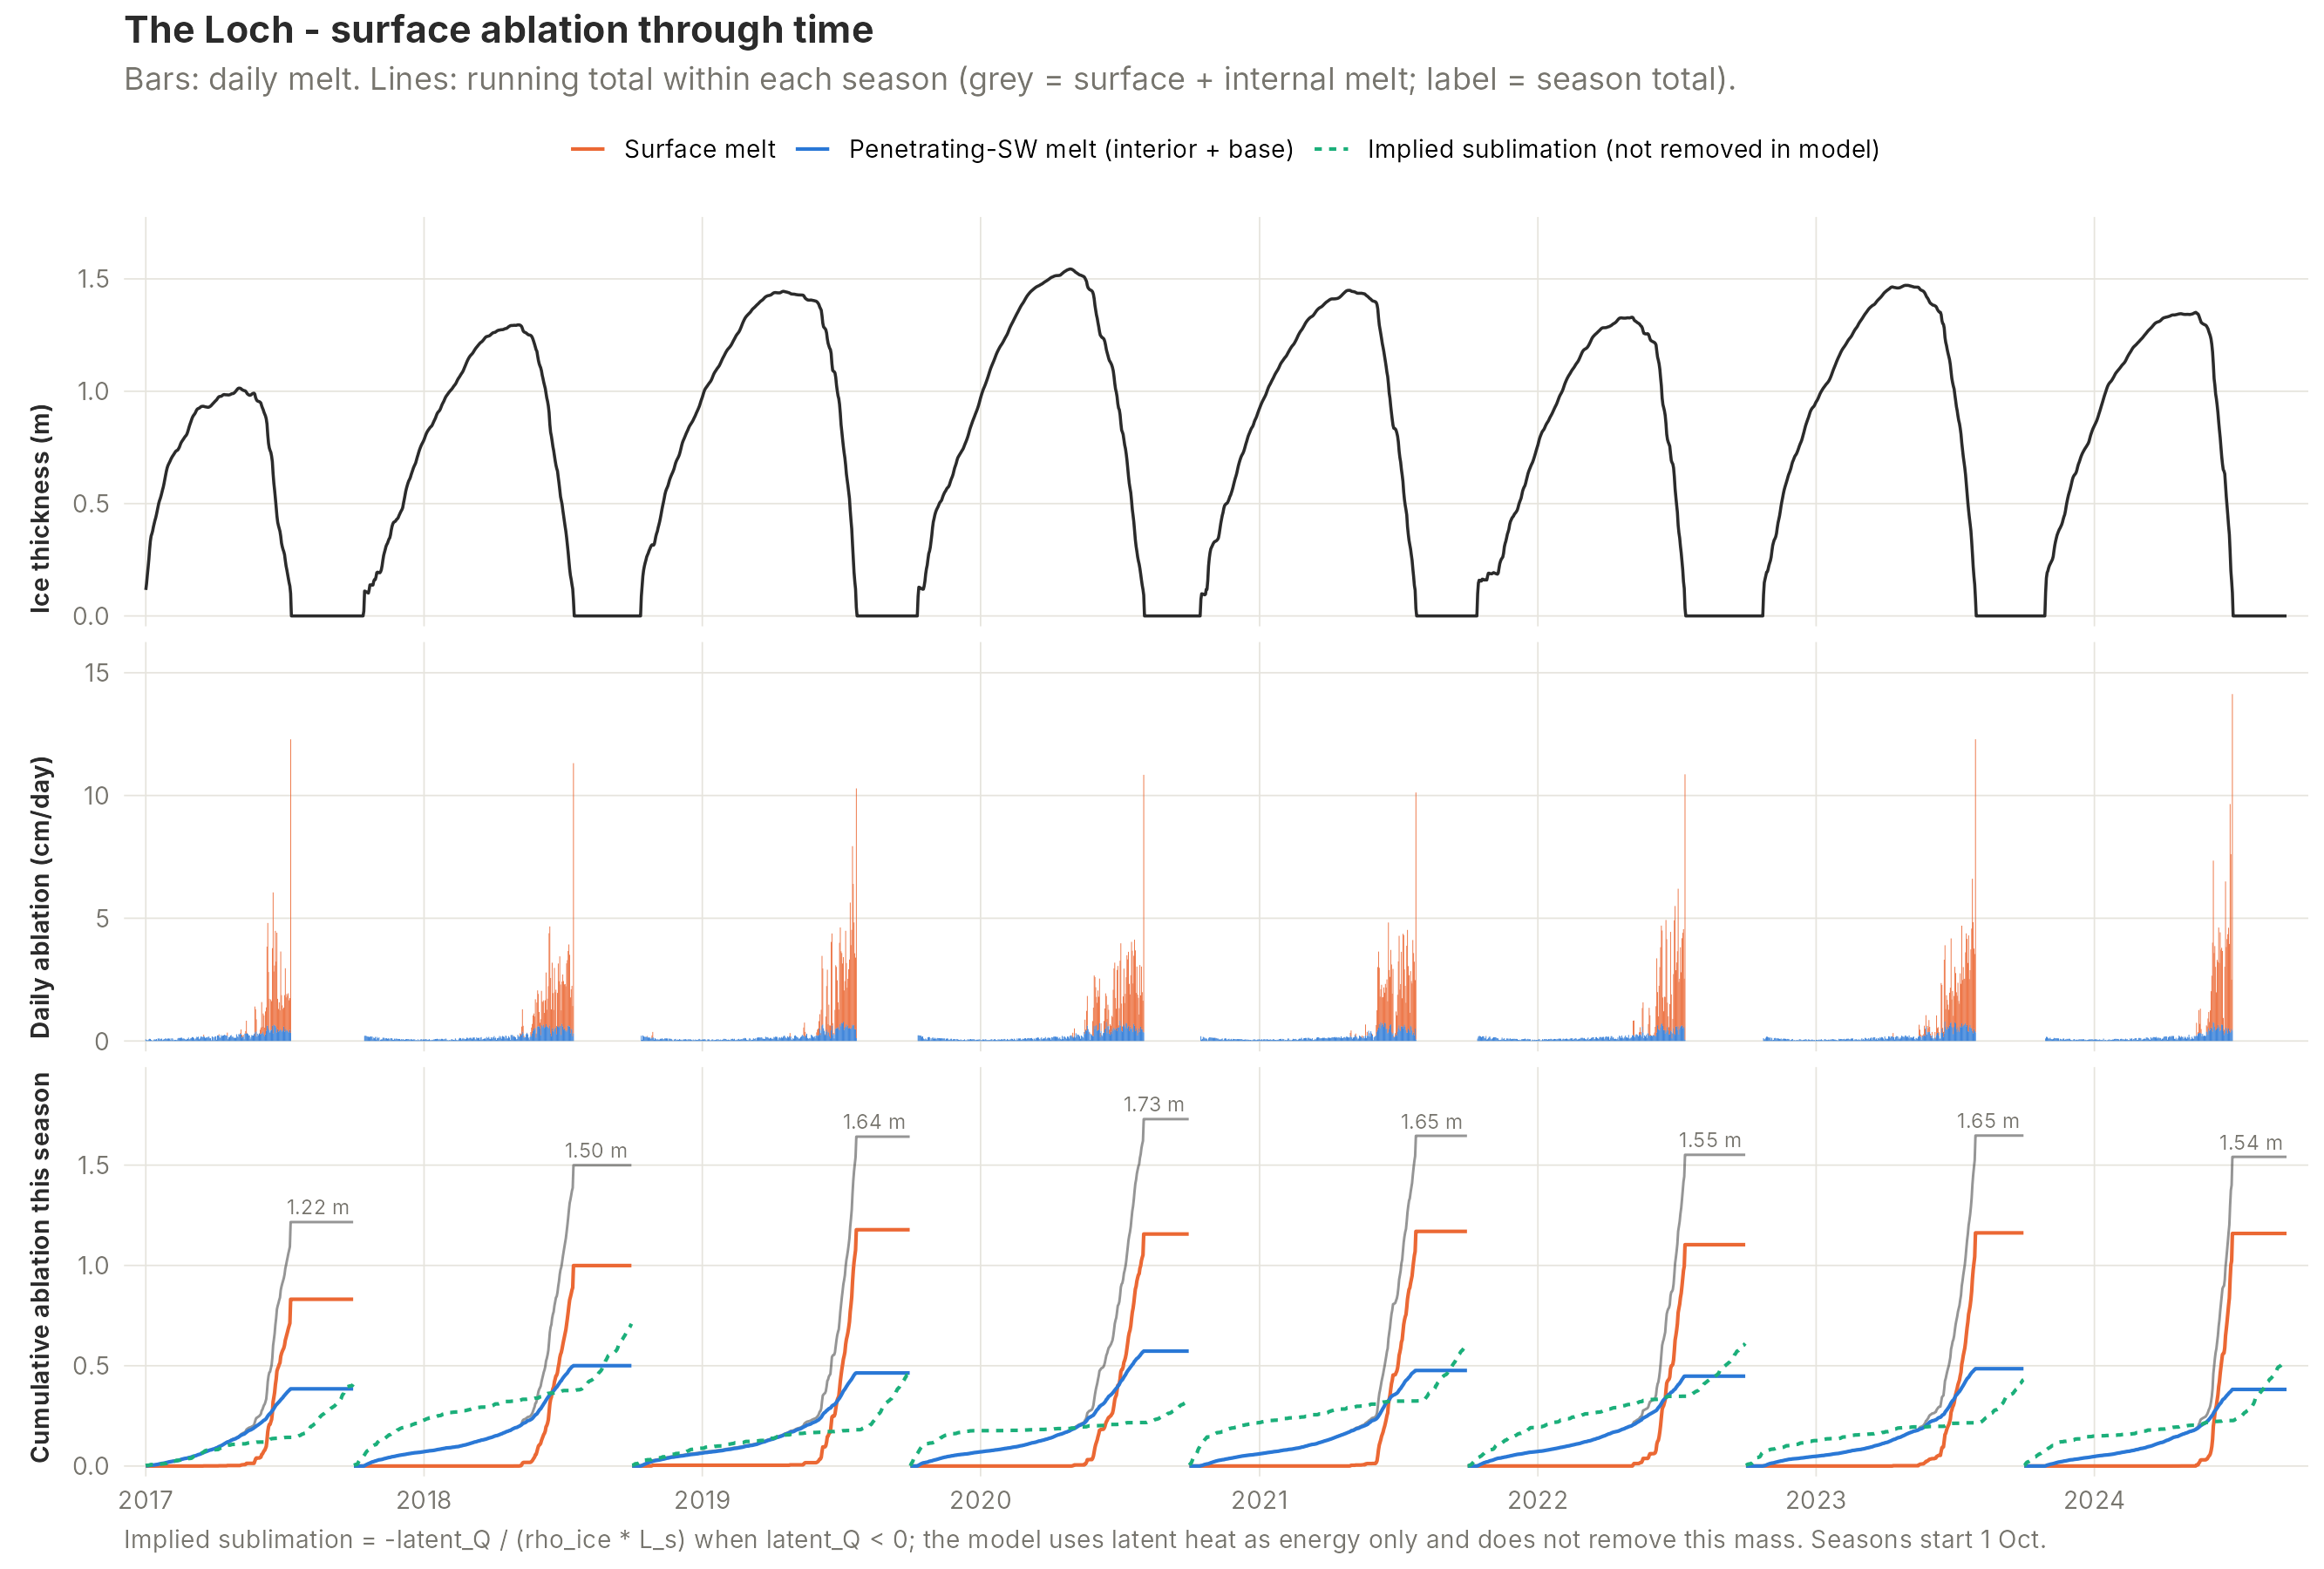 The Loch - surface ablation through time
Bars: daily melt. Lines: running total within each season (grey = surface + internal melt; label = season total).
Surface melt
Penetrating-SW melt (interior + base)
Implied sublimation (not removed in model)
Ice thickness (m)
1.5
1.0
0.5
0.0
Daily ablation (cm/day)
15
10
5
0
Cumulative ablation this season
1.5
1.0
0.5
0.0
1.22 m
1.50 m
1.64 m
1.73 m
1.65 m
1.55 m
1.65 m
1.54 m
2017
2018
2019
2020
2021
2022
2023
2024
Implied sublimation = -latent_Q / (rho_ice * L_s) when latent_Q < 0; the model uses latent heat as energy only and does not remove this mass. Seasons start 1 Oct.